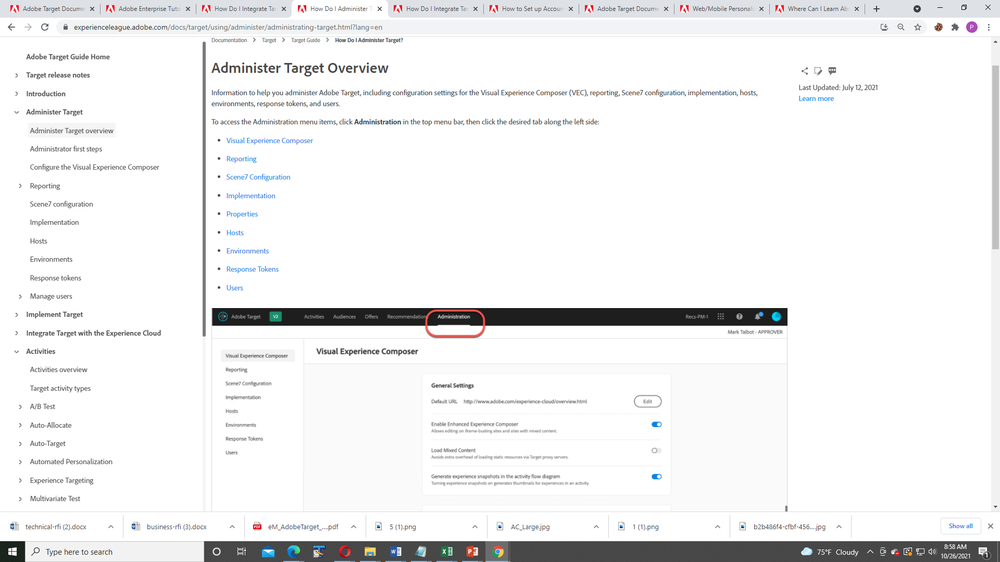 Adobe Target Docume
Adobe Enterprise Tuto
How Do I Integrate Tar
How Do I Administer T
How Do I Integrate Tar
How to Set up Accoun
Adobe Target Docume
Web/Mobile Personali
Where Can I Learn Abo
experienceleague.adobe.com/docs/target/using/administer/administrating-target.html?lang=en
P
Documentation > Target > Target Guide > How Do I Administer Target?
Adobe Target Guide Home
Target release notes
Introduction
Administer Target
Administer Target overview
Administrator first steps
Configure the Visual Experience Composer
Reporting
Scene7 configuration
Implementation
Hosts
Environments
Response tokens
Manage users
Implement Target
Integrate Target with the Experience Cloud
Activities
Activities overview
Target activity types
A/B Test
Auto-Allocate
Auto-Target
Automated Personalization
Experience Targeting
Multivariate Test
Administer Target Overview
Information to help you administer Adobe Target, including configuration settings for the Visual Experience Composer (VEC), reporting, Scene7 configuration, implementation, hosts,
environments, response tokens, and users.
To access the Administration menu items, click Administration in the top menu bar, then click the desired tab along the left side:
• Visual Experience Composer
• Reporting
• Scene7 Configuration
• Implementation
• Properties
• Hosts
• Environments
• Response Tokens
• Users
Last Updated: July 12, 2021
Learn more
Adobe Target V2 Activities Audiences Offers Recommendation Administration Recs-PM-1
Mark Talbot - APPROVER
Visual Experience Composer
Reporting
Scene7 Configuration
Implementation
Hosts
Environments
Response Tokens
Users
Visual Experience Composer
General Settings
Default URL http://www.adobe.com/experience-cloud/overview.html Edit
Enable Enhanced Experience Composer
Allows editing on iframe-busting sites and sites with mixed content.
Load Mixed Content
Avoids extra overhead of loading static resources via Target proxy servers.
Generate experience snapshots in the activity flow diagram
Turning experience snapshots on generates thumbnails for experiences in an activity.
technical-rfi (2).docx
business-rfi (3).docx
eM_AdobeTarget_....pdf
5 (1).png
AC_Large.jpg
1 (1).png
b2b486f4-cfbf-456....jpg
Show all
Type here to search
75°F Cloudy
8:58 AM
10/26/2021
1